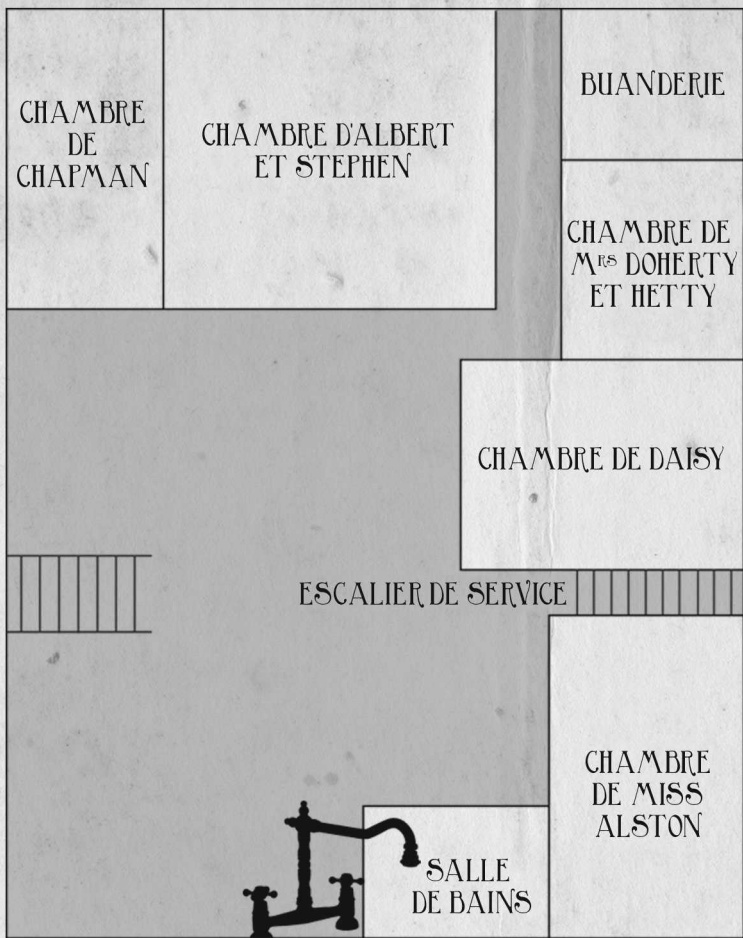 CHAMBRE
DE
CHAPMAN
CHAMBRE D'ALBERT
ET STEPHEN
BUANDERIE
CHAMBRE DE
MRS DOHERTY
ET HETTY
CHAMBRE DE DAISY
ESCALIER DE SERVICE
CHAMBRE
DE MISS
ALSTON
SALLE
DE BAINS